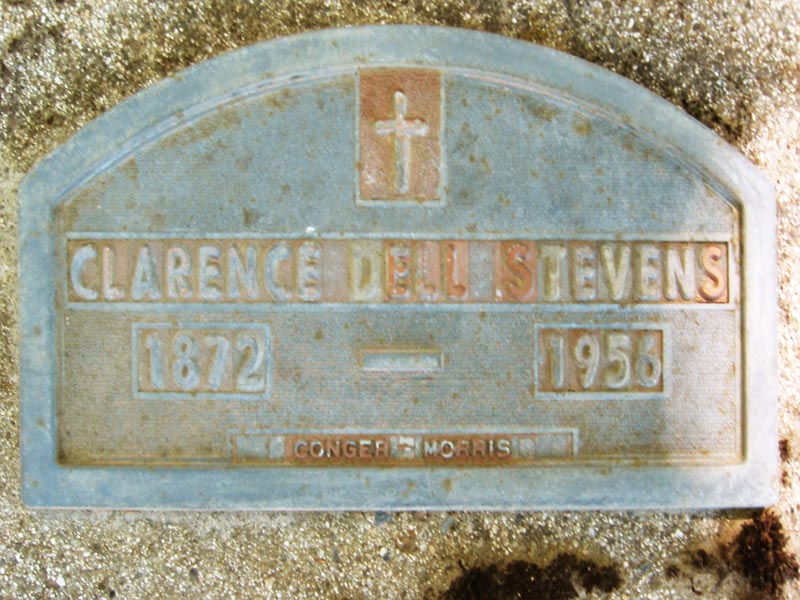 CLARENCE DELL STEVENS
1872 — 1956
CONGER - MORRIS